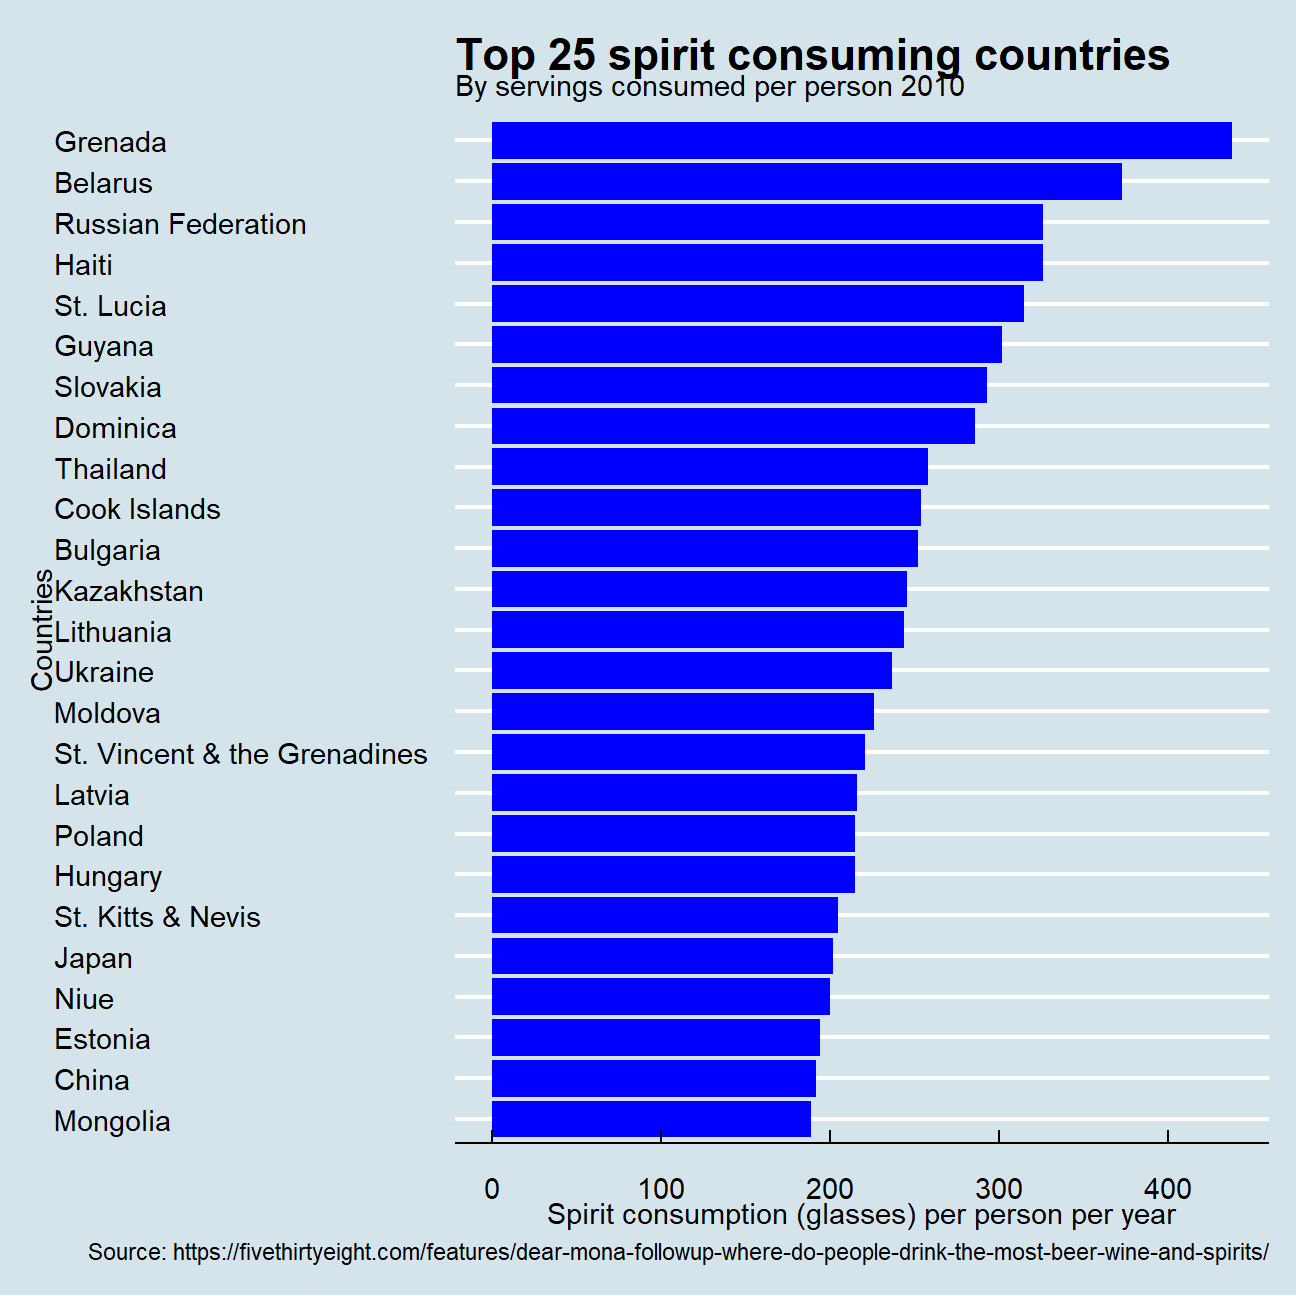 Top 25 spirit consuming countries
By servings consumed per person 2010
Grenada
Belarus
Russian Federation
Haiti
St. Lucia
Guyana
Slovakia
Dominica
Thailand
Cook Islands
Bulgaria
Kazakhstan
Lithuania
Ukraine
Moldova
St. Vincent & the Grenadines
Latvia
Poland
Hungary
St. Kitts & Nevis
Japan
Niue
Estonia
China
Mongolia
Countries
0 100 200 300 400
Spirit consumption (glasses) per person per year
Source: https://fivethirtyeight.com/features/dear-mona-followup-where-do-people-drink-the-most-beer-wine-and-spirits/